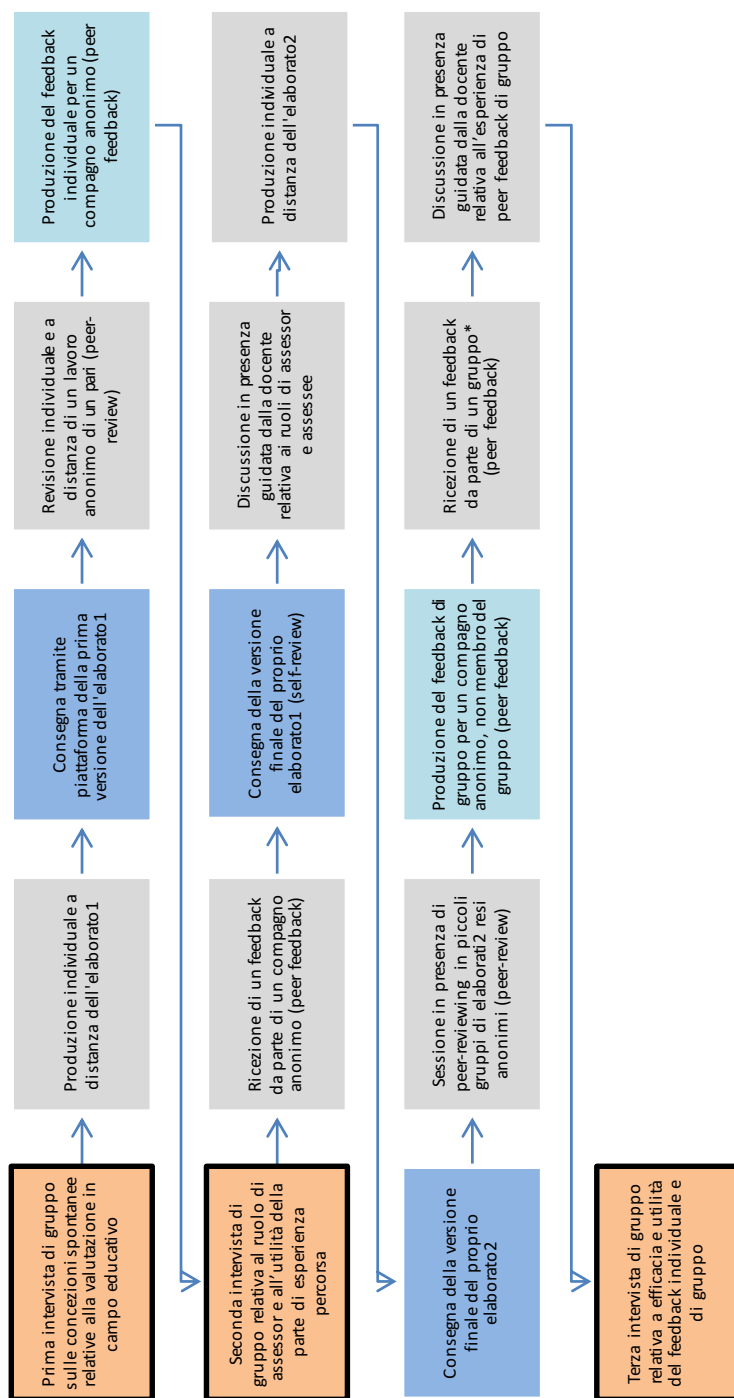 Prima intervista di gruppo
sulle concezioni spontanee
relative alla valutazione in
campo educativo
Produzione individuale a
distanza dell'elaborato1
Consegna tramite
piattaforma della prima
versione dell'elaborato1
Revisione individuale e a
distanza di un lavoro
anonimo di un pari (peer-
review)
Produzione del feedback
individuale per un
compagno anonimo (peer
feedback)
Seconda intervista di
gruppo relativa al ruolo di
assessor e all'utilità della
parte di esperienza
percorsa
Ricezione di un feedback
da parte di un compagno
anonimo (peer feedback)
Consegna della versione
finale del proprio
elaborato1 (self-review)
Discussione in presenza
guidata dalla docente
relativa ai ruoli di assessor
e assessee
Produzione individuale a
distanza dell'elaborato2
Consegna della versione
finale del proprio
elaborato2
Sessione in presenza di
peer-reviewing in piccoli
gruppi di elaborati2 resi
anonimi (peer-review)
Produzione del feedback di
gruppo per un compagno
anonimo, non membro del
gruppo (peer feedback)
Ricezione di un feedback
da parte di un gruppo*
(peer feedback)
Discussione in presenza
guidata dalla docente
relativa all'esperienza di
peer feedback di gruppo
Terza intervista di gruppo
relativa a efficacia e utilità
del feedback individuale e
di gruppo